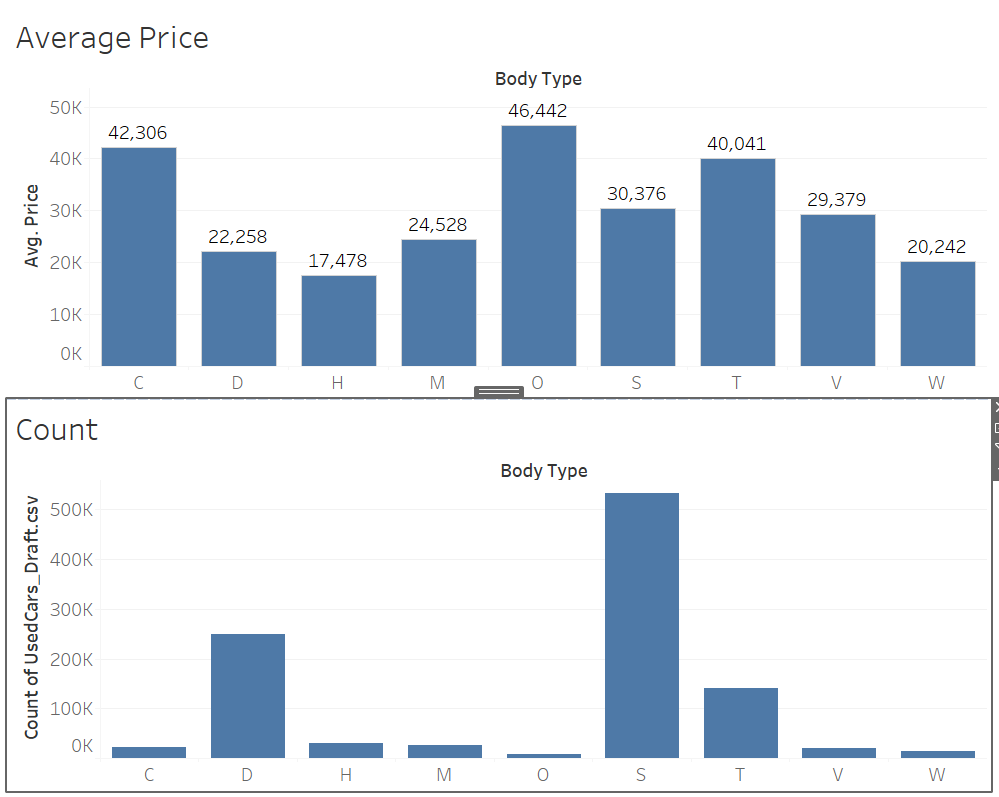 Average Price
Body Type
Avg. Price
50K
40K
30K
20K
10K
0K
42,306
22,258
17,478
24,528
46,442
30,376
40,041
29,379
20,242
C D H M O S T V W
Count
Body Type
Count of UsedCars_Draft.csv
500K
400K
300K
200K
100K
0K
C D H M O S T V W